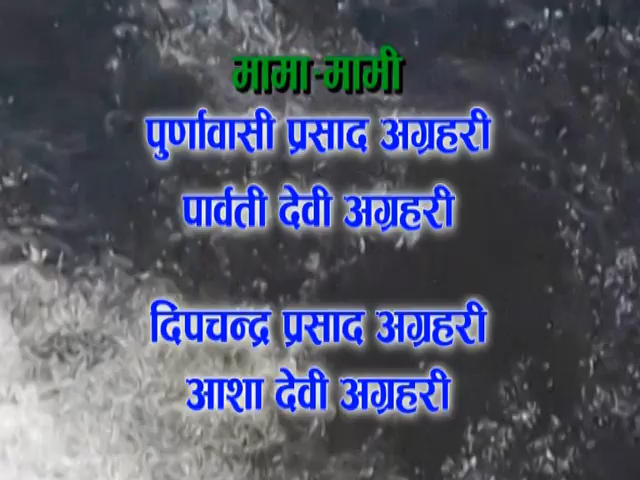 मामा-मामी
पुर्णावासी प्रसाद अग्रहरी
पार्वती देवी अग्रहरी
दिपचन्द्र प्रसाद अग्रहरी
आशा देवी अग्रहरी